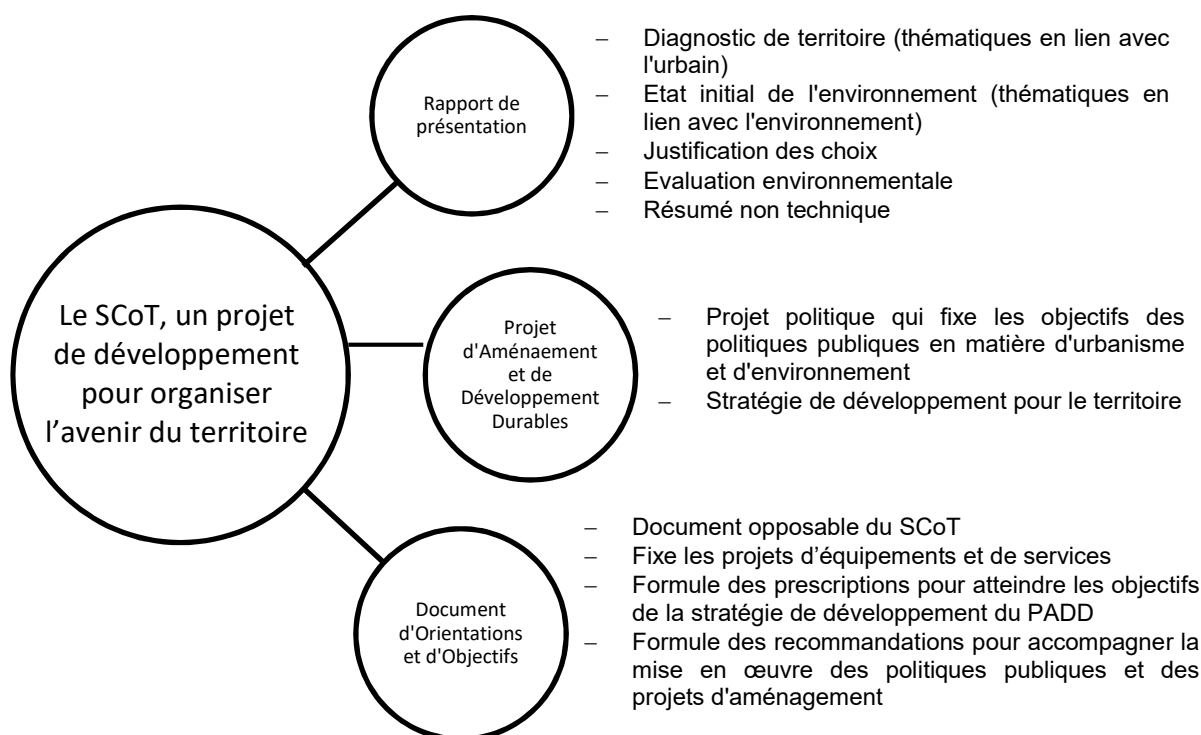 Le SCoT, un projet
de développement
pour organiser
l’avenir du territoire
Rapport de
présentation
– Diagnostic de territoire (thématiques en lien avec
l'urbain)
– Etat initial de l'environnement (thématiques en
lien avec l'environnement)
– Justification des choix
– Evaluation environnementale
– Résumé non technique
Projet
d'Aménaement
et de
Développement
Durables
– Projet politique qui fixe les objectifs des
politiques publiques en matière d'urbanisme
et d'environnement
– Stratégie de développement pour le territoire
Document
d'Orientations
et d'Objectifs
– Document opposable du SCoT
– Fixe les projets d’équipements et de services
– Formule des prescriptions pour atteindre les objectifs
de la stratégie de développement du PADD
– Formule des recommandations pour accompagner la
mise en œuvre des politiques publiques et des
projets d'aménagement